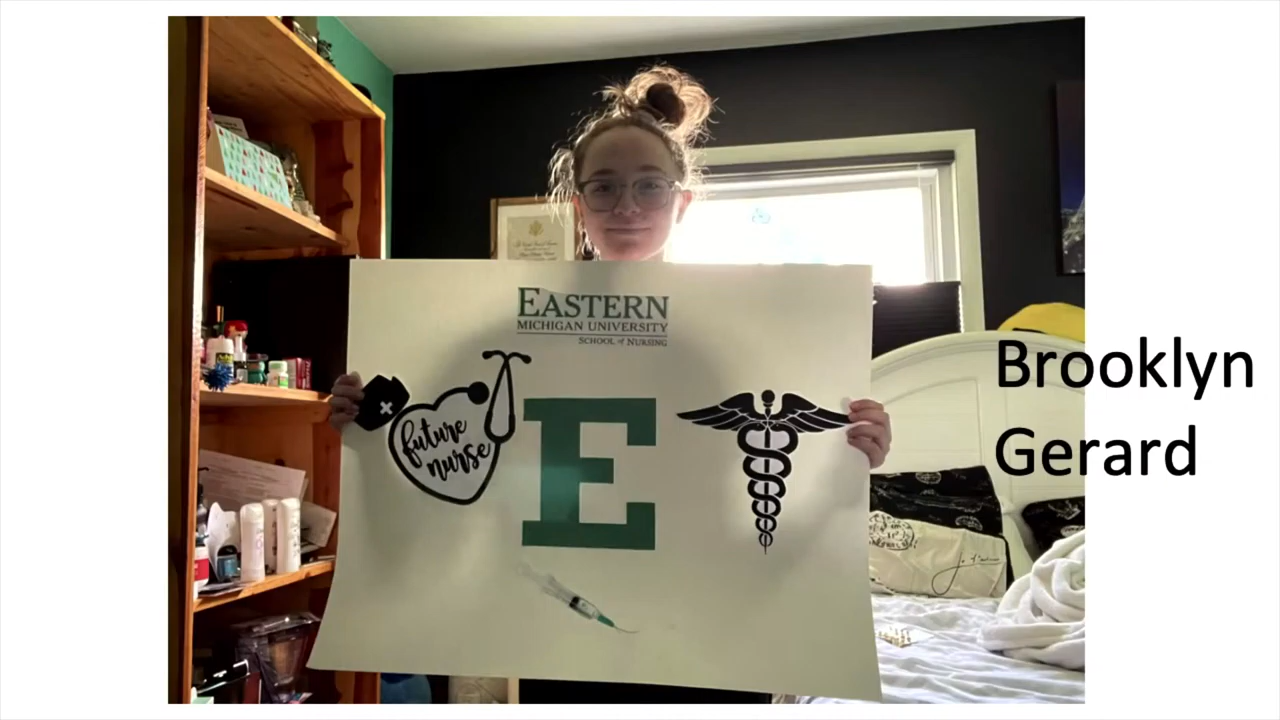 EASTERN
MICHIGAN UNIVERSITY
SCHOOL of NURSING
future
nurse
E
Brooklyn
Gerard